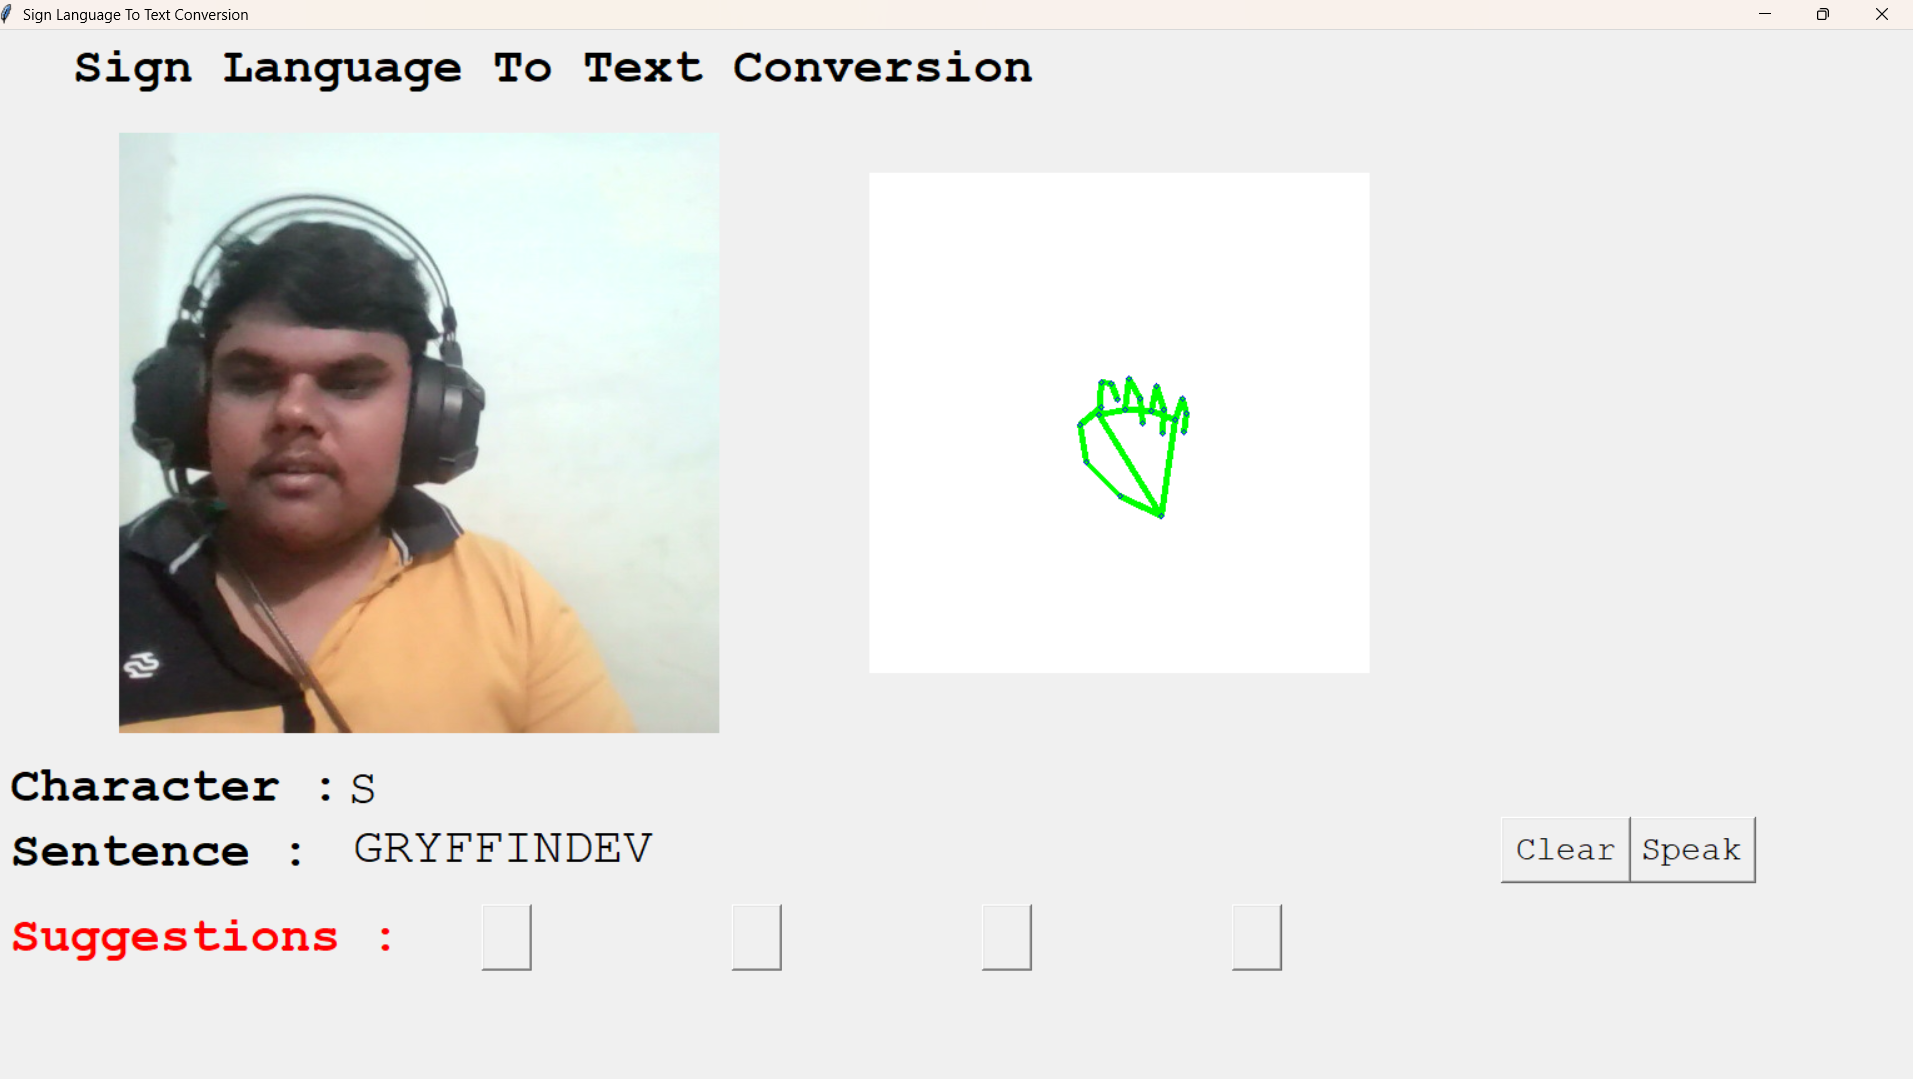 Sign Language To Text Conversion
Sign Language To Text Conversion
Character : S
Sentence : GRYFFINDEV
Clear Speak
Suggestions :